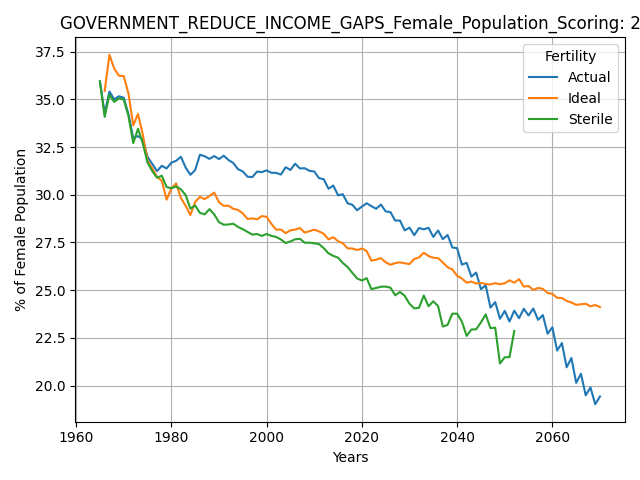 GOVERNMENT_REDUCE_INCOME_GAPS_Female_Population_Scoring: 2
Fertility
Actual
Ideal
Sterile
% of Female Population
37.5
35.0
32.5
30.0
27.5
25.0
22.5
20.0
1960 1980 2000 2020 2040 2060
Years